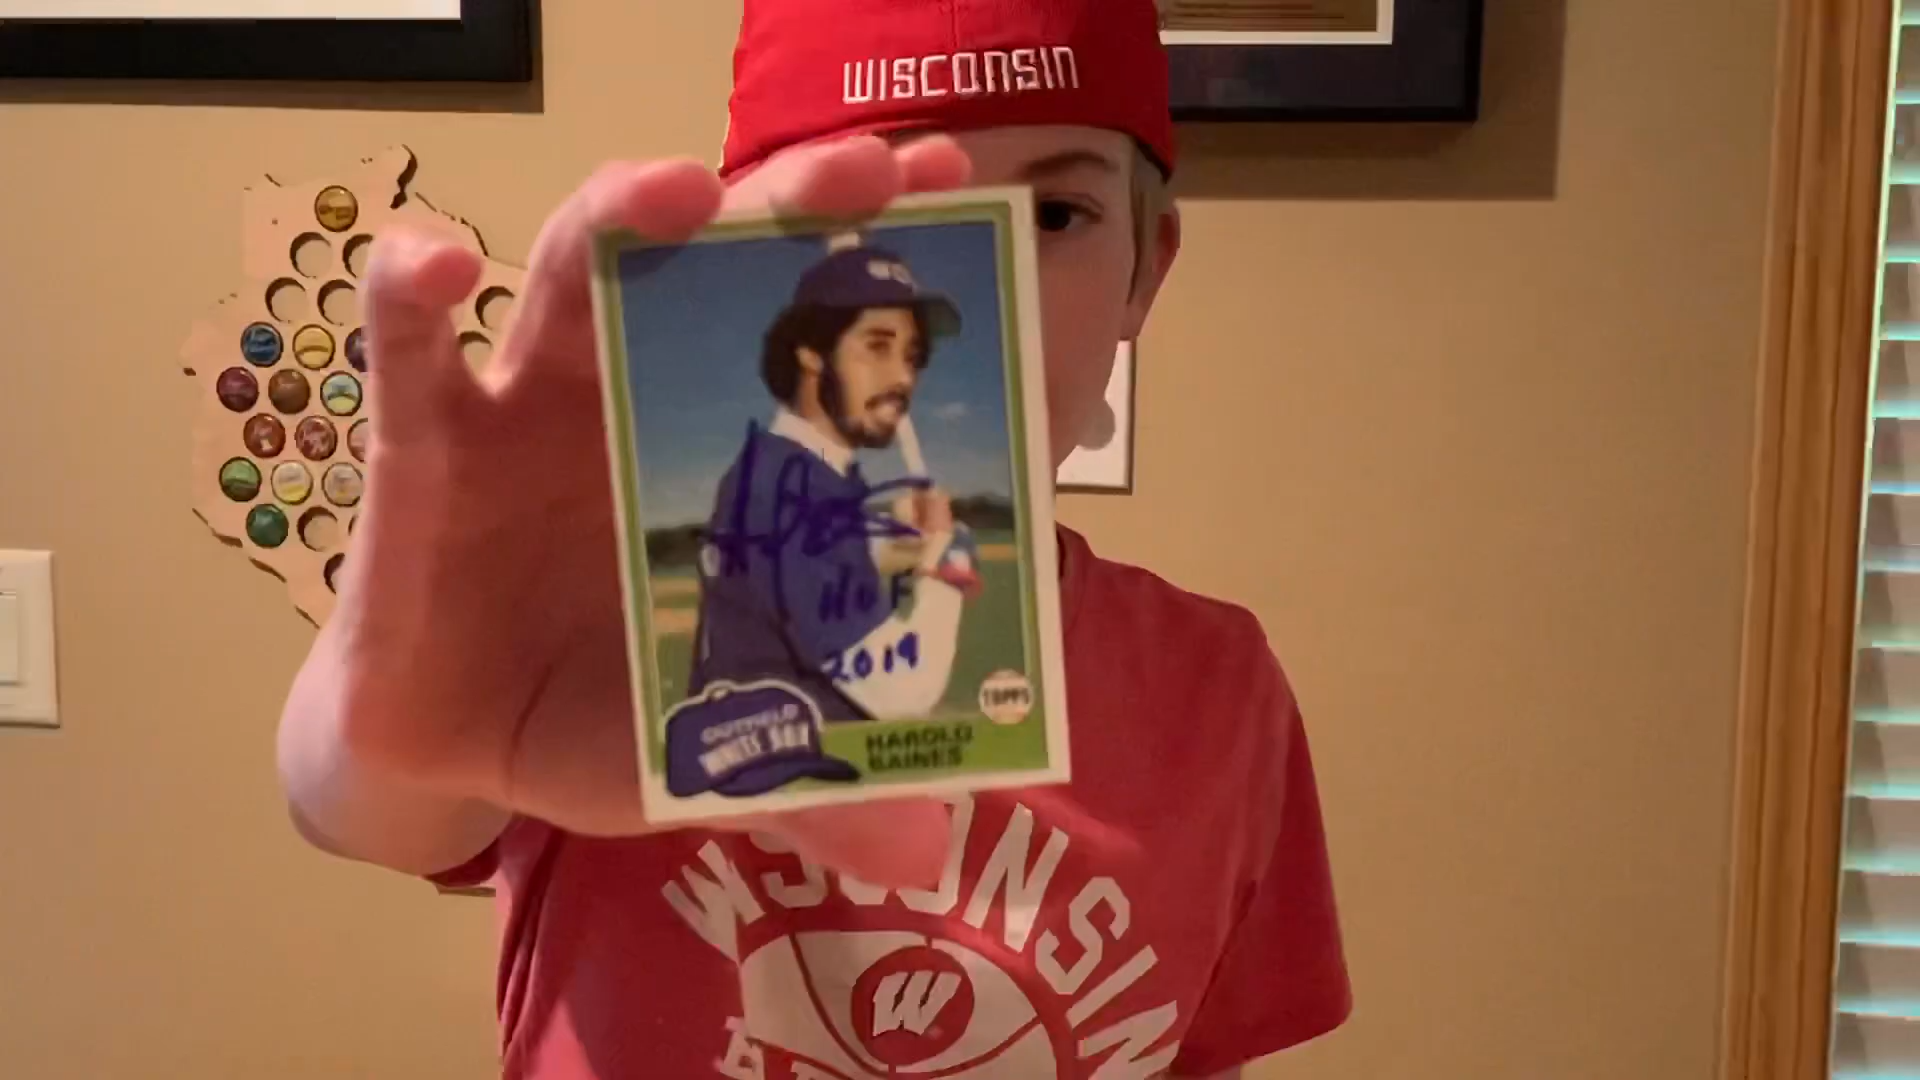 WISCONSIN
HOF
2019
TOPPS
OUTFIELD
WHITE SOX
HAROLD
BAINES
WISCONSIN
W